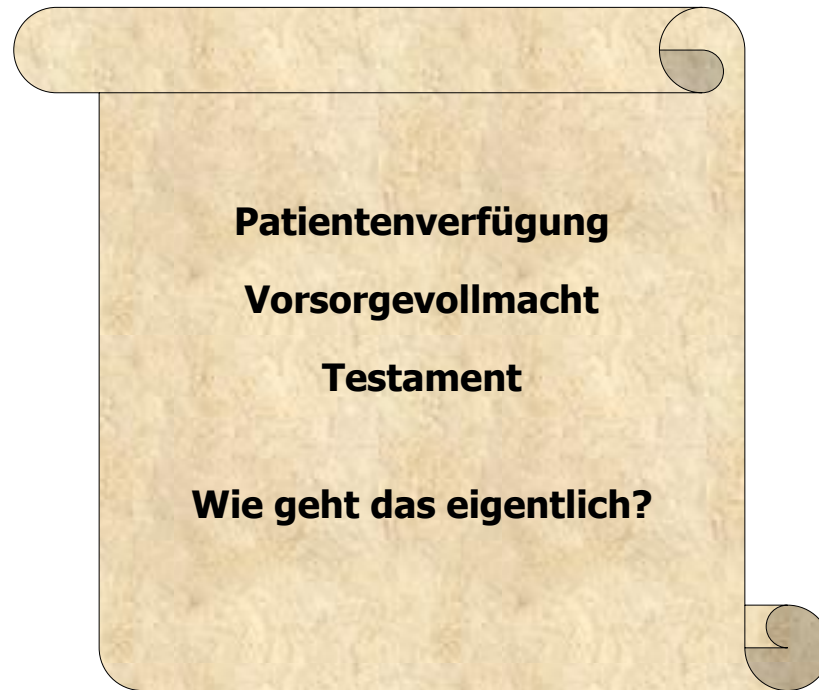 Patientenverfügung
Vorsorgevollmacht
Testament
Wie geht das eigentlich?